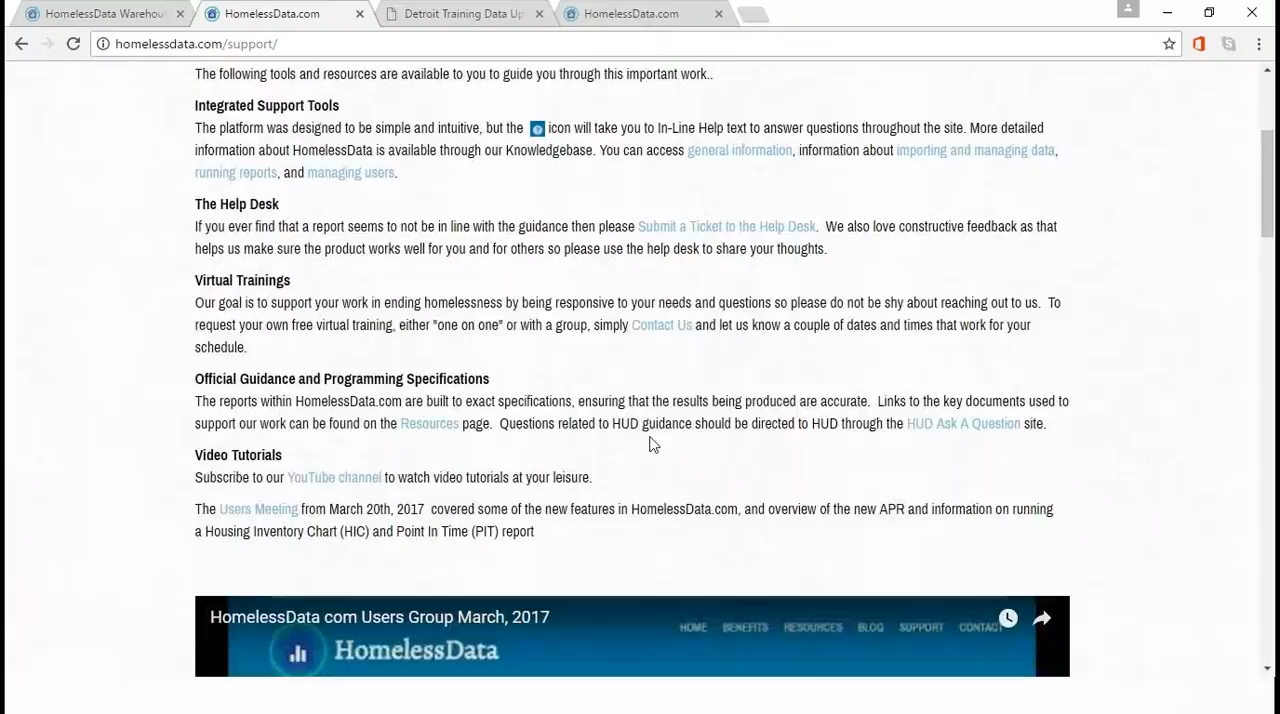 HomelessData Warehou
HomelessData.com
Detroit Training Data Up
HomelessData.com
homelessdata.com/support/
The following tools and resources are available to you to guide you through this important work..
Integrated Support Tools
The platform was designed to be simple and intuitive, but the icon will take you to In-Line Help text to answer questions throughout the site. More detailed
information about HomelessData is available through our Knowledgebase. You can access general information, information about importing and managing data,
running reports, and managing users.
The Help Desk
If you ever find that a report seems to not be in line with the guidance then please Submit a Ticket to the Help Desk. We also love constructive feedback as that
helps us make sure the product works well for you and for others so please use the help desk to share your thoughts.
Virtual Trainings
Our goal is to support your work in ending homelessness by being responsive to your needs and questions so please do not be shy about reaching out to us. To
request your own free virtual training, either "one on one" or with a group, simply Contact Us and let us know a couple of dates and times that work for your
schedule.
Official Guidance and Programming Specifications
The reports within HomelessData.com are built to exact specifications, ensuring that the results being produced are accurate. Links to the key documents used to
support our work can be found on the Resources page. Questions related to HUD guidance should be directed to HUD through the HUD Ask A Question site.
Video Tutorials
Subscribe to our YouTube channel to watch video tutorials at your leisure.
The Users Meeting from March 20th, 2017 covered some of the new features in HomelessData.com, and overview of the new APR and information on running
a Housing Inventory Chart (HIC) and Point In Time (PIT) report
HomelessData com Users Group March, 2017
HOME BENEFITS RESOURCES BLOG SUPPORT CONTACT
HomelessData